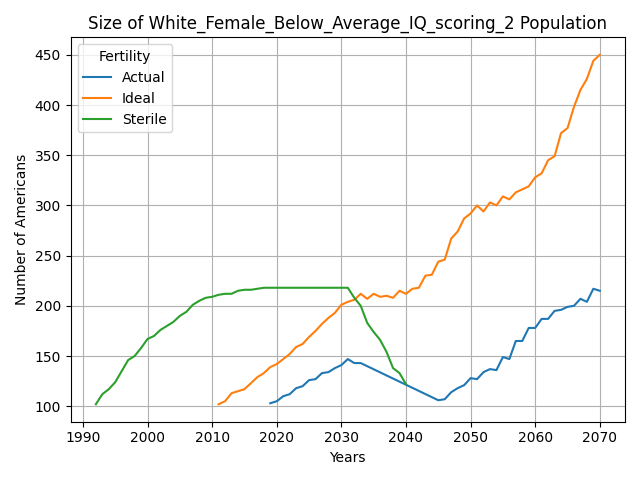 Size of White_Female_Below_Average_IQ_scoring_2 Population
Fertility
Actual
Ideal
Sterile
Number of Americans
450
400
350
300
250
200
150
100
1990 2000 2010 2020 2030 2040 2050 2060 2070
Years